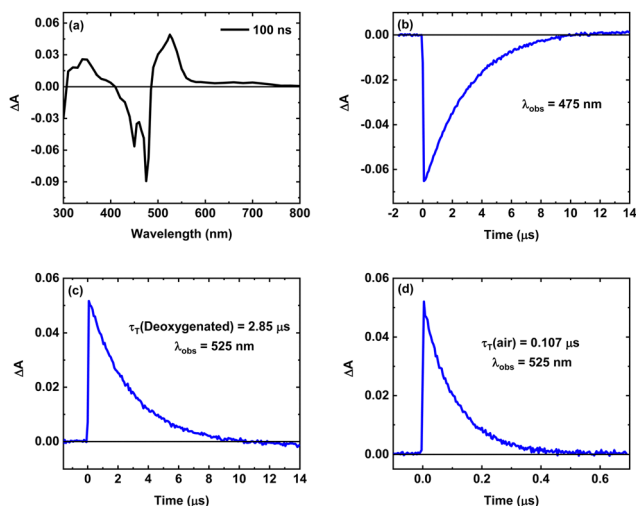 (a)
100 ns
0.06
0.03
0.00
-0.03
-0.06
-0.09
ΔA
300 400 500 600 700 800
Wavelength (nm)
(b)
0.00
-0.02
-0.04
-0.06
ΔA
λobs = 475 nm
-2 0 2 4 6 8 10 12 14
Time (μs)
(c)
0.06
0.04
0.02
0.00
ΔA
τT(Deoxygenated) = 2.85 μs
λobs = 525 nm
0 2 4 6 8 10 12 14
Time (μs)
(d)
0.06
0.04
0.02
0.00
ΔA
τT(air) = 0.107 μs
λobs = 525 nm
0.0 0.2 0.4 0.6
Time (μs)